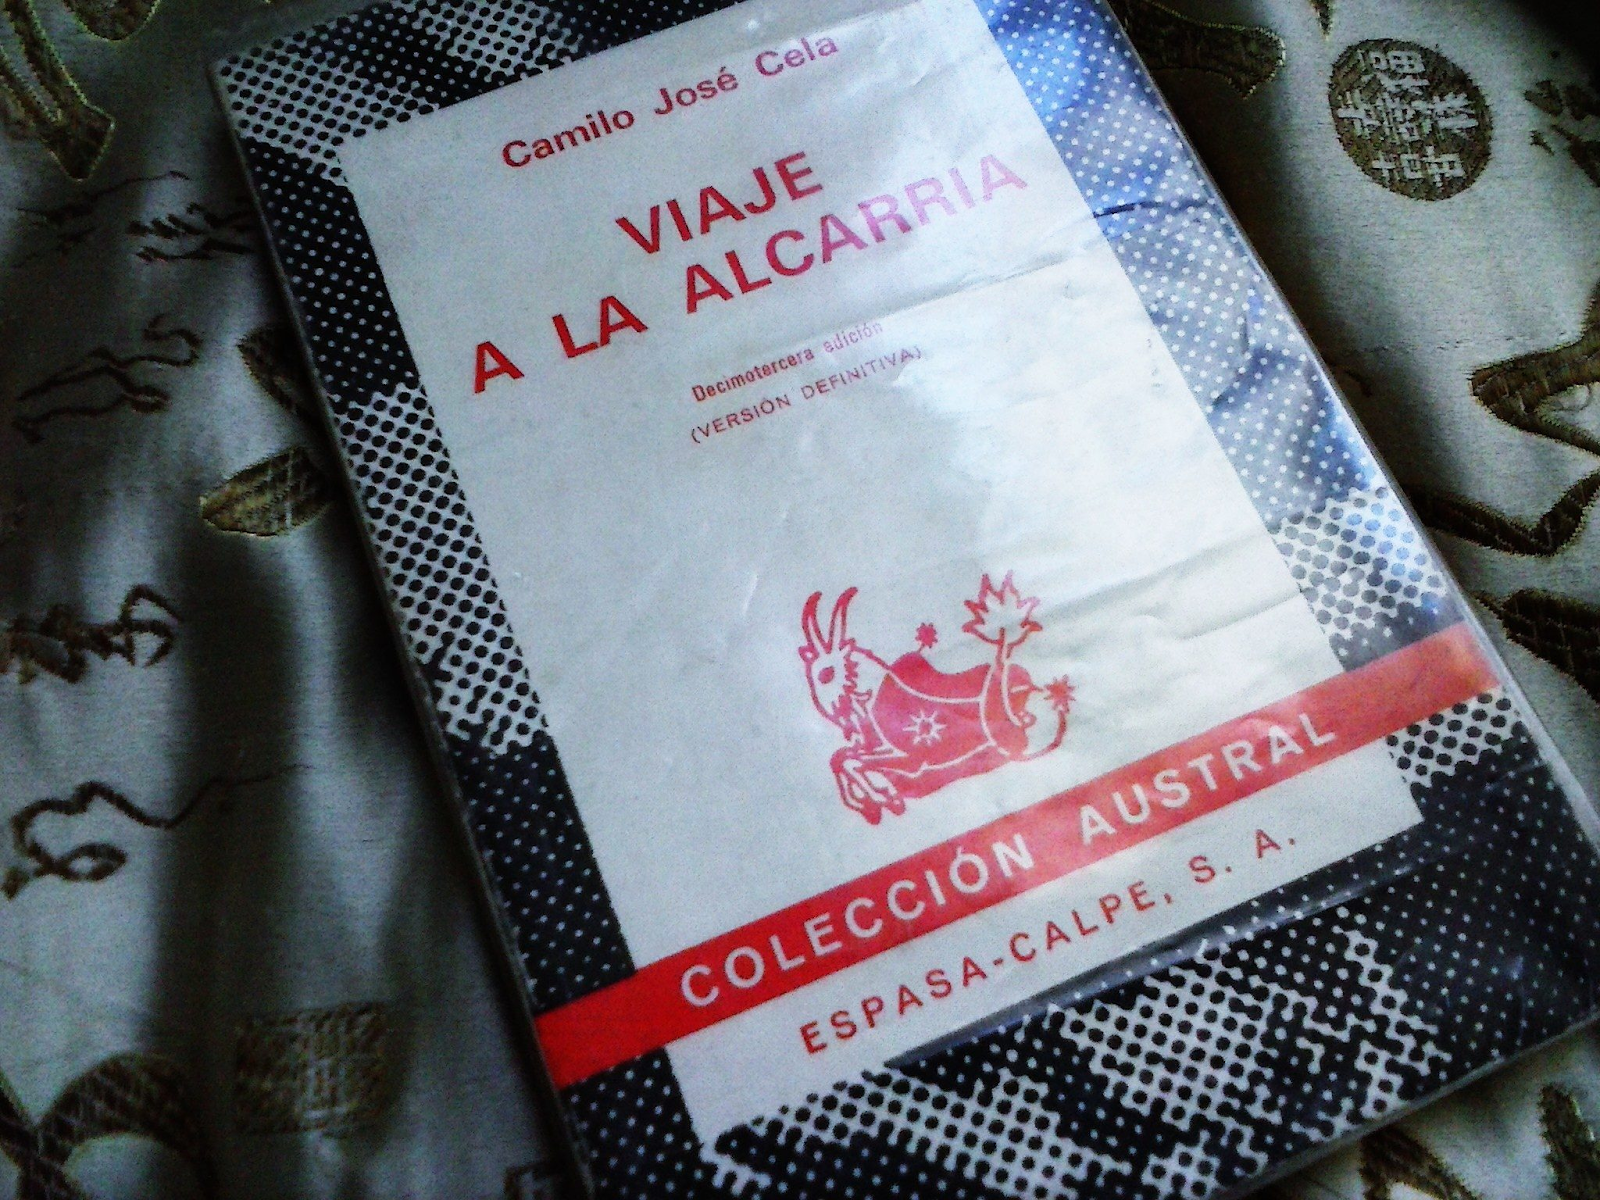 Camilo José Cela
VIAJE
A LA ALCARRIA
Decimotercera edición
(VERSIÓN DEFINITIVA)
COLECCIÓN AUSTRAL
ESPASA-CALPE, S. A.